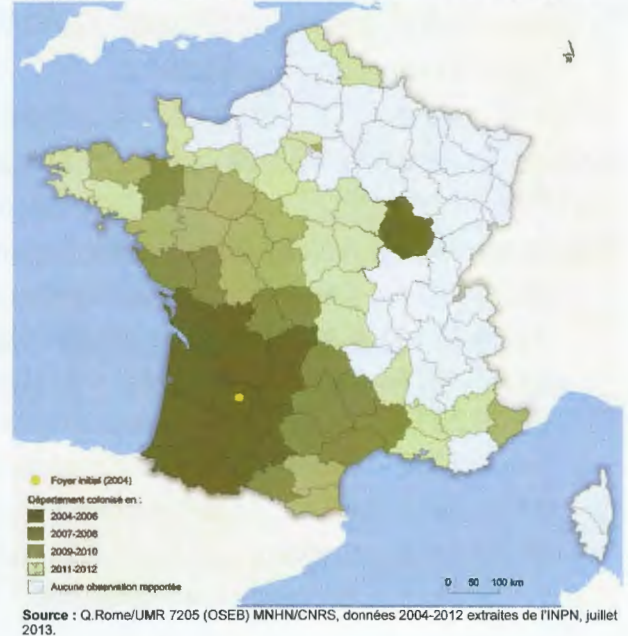 Foyer initial (2004)
Département colonisé en :
2004-2006
2007-2008
2009-2010
2011-2012
Aucune observation rapportée
0 50 100 km
Source : Q.Rome/UMR 7205 (OSEB) MNHN/CNRS, données 2004-2012 extraites de l'INPN, juillet
2013.